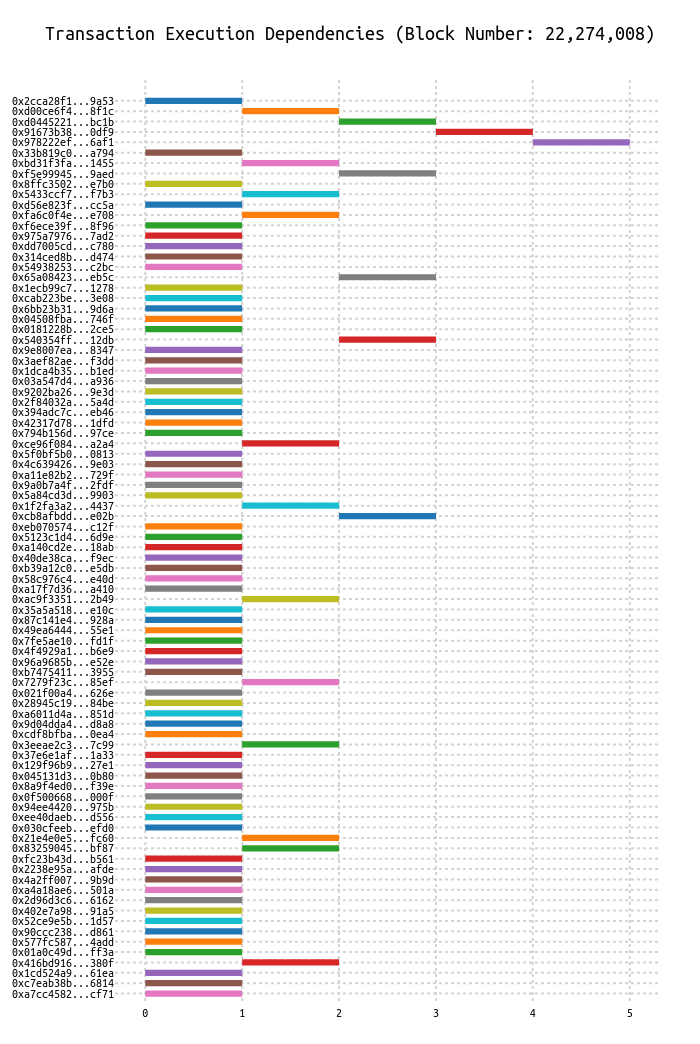 Transaction Execution Dependencies (Block Number: 22,274,008)
0x2cca28f1...9a53
0xd00ce6f4...8f1c
0xd0445221...bc1b
0x91673b38...0df9
0x978222ef...6af1
0x33b819c0...a794
0xbd31f3fa...1455
0xf5e99945...9aed
0x8ffc3502...e7b0
0x5433ccf7...f7b3
0xd56e823f...cc5a
0xfa6c0f4e...e708
0xf6ece39f...8f96
0x975a7976...7ad2
0xdd7005cd...c780
0x314ced8b...d474
0x54938253...c2bc
0x65a08423...eb5c
0x1ecb99c7...1278
0xcab223be...3e08
0x6bb23b31...9d6a
0x04508fba...746f
0x0181228b...2ce5
0x540354ff...12db
0x9e8007ea...8347
0x3aef82ae...f3dd
0x1dca4b35...b1ed
0x03a547d4...a936
0x9202ba26...9e3d
0x2f84032a...5a4d
0x394adc7c...eb46
0x42317d78...1dfd
0x794b156d...97ce
0xce96f084...a2a4
0x5f0bf5b0...0813
0x4c639426...9e03
0xa11e82b2...729f
0x9a0b7a4f...2fdf
0x5a84cd3d...9903
0x1f2fa3a2...4437
0xcb8afbdd...e02b
0xeb070574...c12f
0x5123c1d4...6d9e
0xa140cd2e...18ab
0x40de38ca...f9ec
0xb39a12c0...e5db
0x58c976c4...e40d
0xa17f7d36...a410
0xac9f3351...2b49
0x35a5a518...e10c
0x87c141e4...928a
0x49ea6444...55e1
0x7fe5ae10...fd1f
0x4f4929a1...b6e9
0x96a9685b...e52e
0xb7475411...3955
0x7279f23c...85ef
0x021f00a4...626e
0x28945c19...84be
0xa6011d4a...851d
0x9d04dda4...d8a8
0xcdf8bfba...0ea4
0x3eeae2c3...7c99
0x37e6e1af...1a33
0x129f96b9...27e1
0x045131d3...0b80
0x8a9f4ed0...f39e
0x0f500668...000f
0x94ee4420...975b
0xee40daeb...d556
0x030cfeeb...efd0
0x21e4e0e5...fc60
0x83259045...bf87
0xfc23b43d...b561
0x2238e95a...afde
0x4a2ff007...9b9d
0xa4a18ae6...501a
0x2d96d3c6...6162
0x402e7a98...91a5
0x52ce9e5b...1d57
0x90ccc238...d861
0x577fc587...4add
0x01a0c49d...ff3a
0x416bd916...380f
0x1cd524a9...61ea
0xc7eab38b...6814
0xa7cc4582...cf71
0 1 2 3 4 5